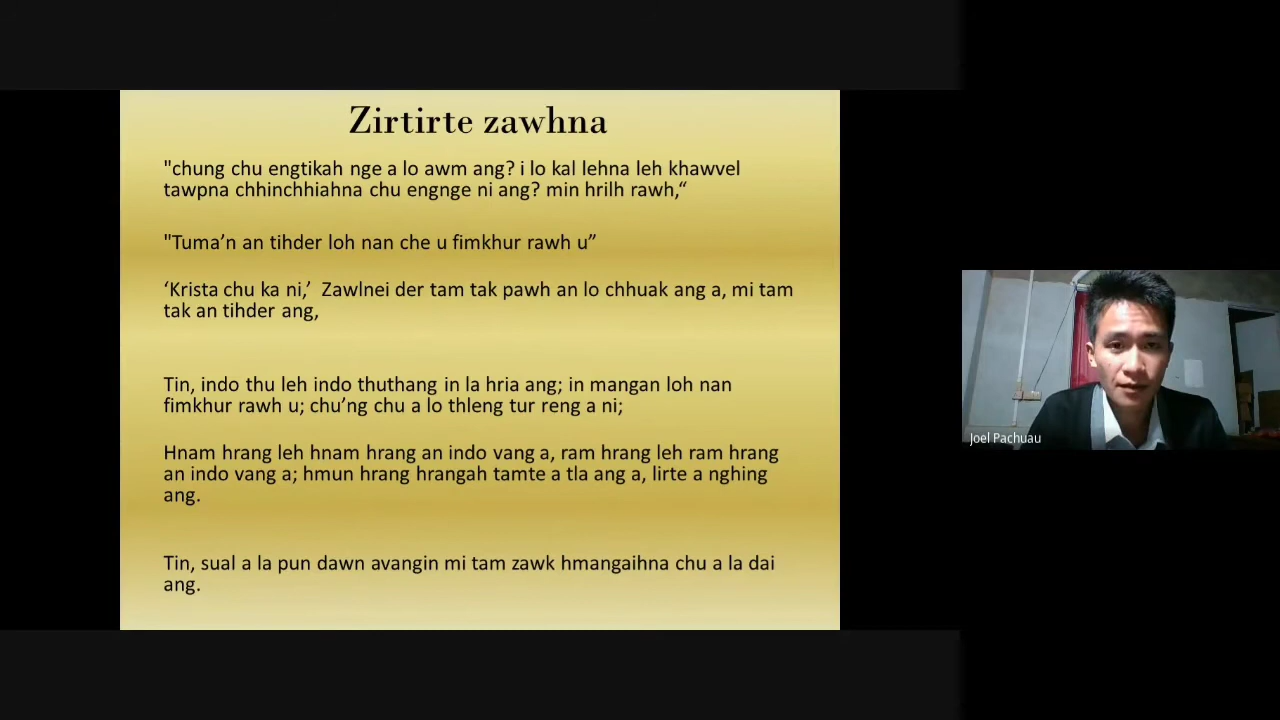 Zirtirte zawhna
"chung chu engtikah nge a lo awm ang? i lo kal lehna leh khawvel
tawpna chhinchhiahna chu engnge ni ang? min hrilh rawh,“
"Tuma’n an tihder loh nan che u fimkhur rawh u”
‘Krista chu ka ni,’  Zawlnei der tam tak pawh an lo chhuak ang a, mi tam
tak an tihder ang,
Tin, indo thu leh indo thuthang in la hria ang; in mangan loh nan
fimkhur rawh u; chu’ng chu a lo thleng tur reng a ni;
Hnam hrang leh hnam hrang an indo vang a, ram hrang leh ram hrang
an indo vang a; hmun hrang hrangah tamte a tla ang a, lirte a nghing
ang.
Tin, sual a la pun dawn avangin mi tam zawk hmangaihna chu a la dai
ang.
Joel Pachuau